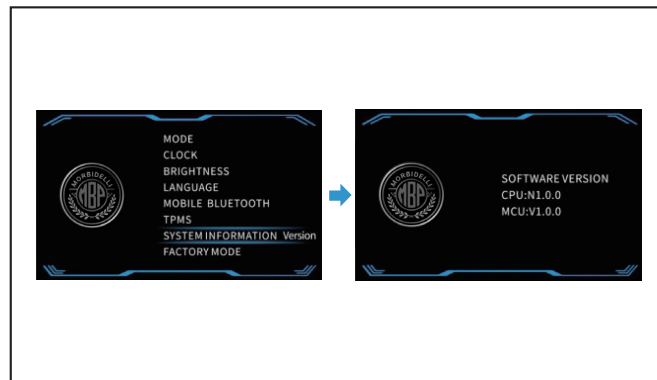 MORBIDELLI
MBP
MODE
CLOCK
BRIGHTNESS
LANGUAGE
MOBILE BLUETOOTH
TPMS
SYSTEM INFORMATION Version
FACTORY MODE
MORBIDELLI
MBP
SOFTWARE VERSION
CPU:N1.0.0
MCU:V1.0.0